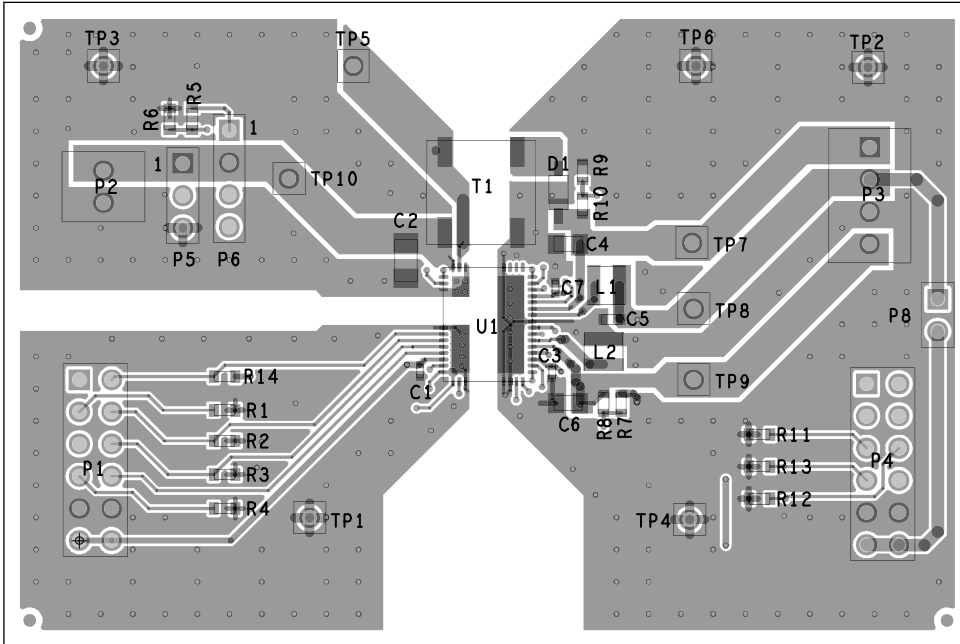 TP3
TP5
TP6
TP2
R6
R5
1
1
P2
TP10
T1
D1
R9
R10
P3
C2
P5
P6
C4
TP7
C7
L1
TP8
P8
U1
C5
C3
L2
TP9
R14
C1
C6
R8
R7
R1
R2
R11
P1
R3
R13
P4
R4
R12
TP1
TP4